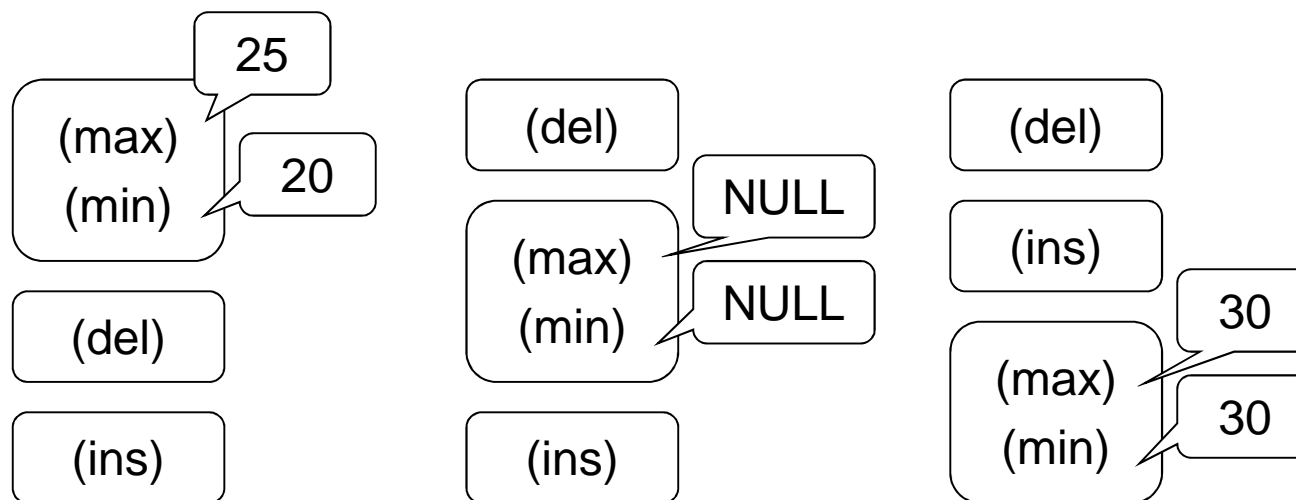 25
(max)
(min)
20
(del)
(ins)
(del)
NULL
(max)
(min)
NULL
(ins)
(del)
(ins)
30
(max)
(min)
30